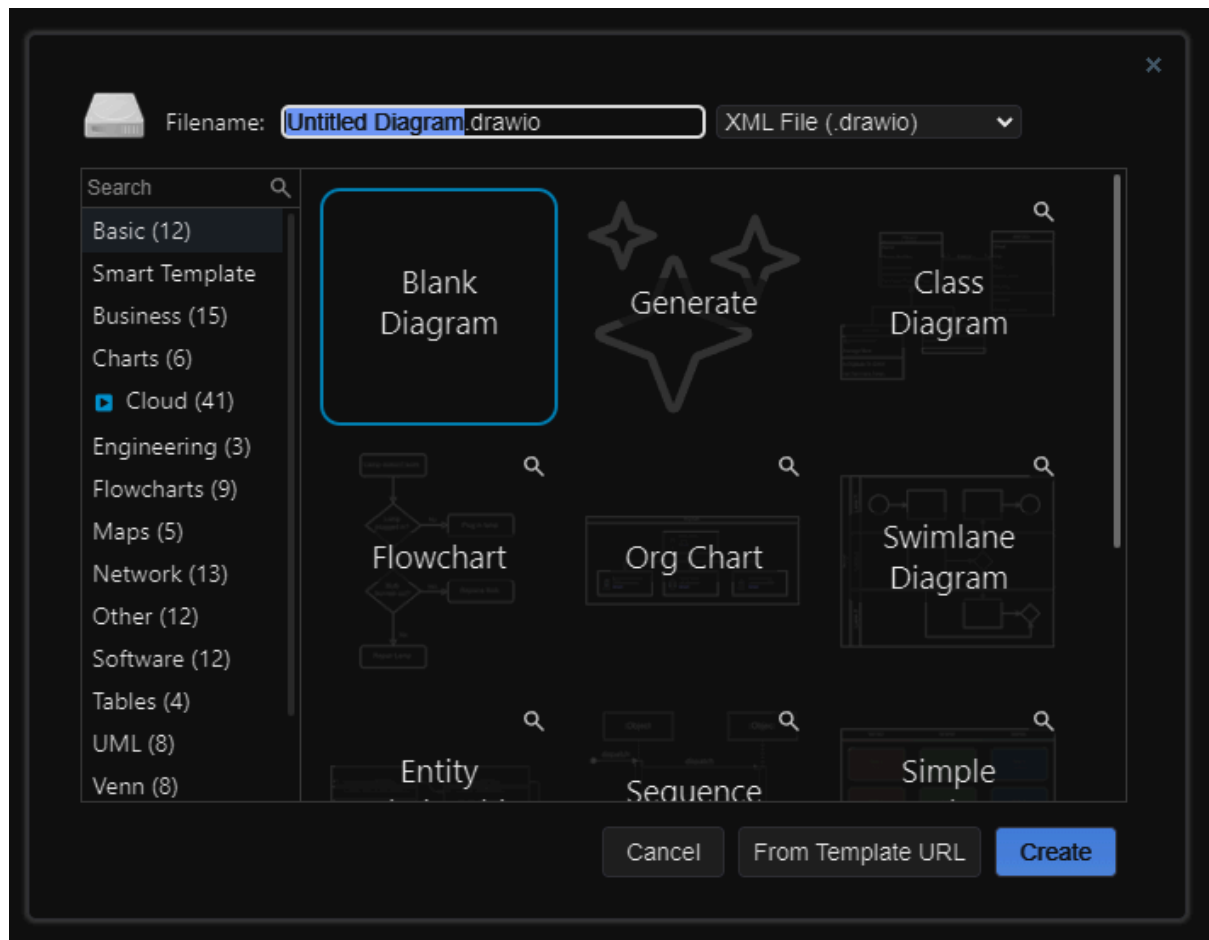 Filename:
Untitled Diagram.drawio
XML File (.drawio)
Search
Basic (12)
Smart Template
Business (15)
Charts (6)
Cloud (41)
Engineering (3)
Flowcharts (9)
Maps (5)
Network (13)
Other (12)
Software (12)
Tables (4)
UML (8)
Venn (8)
Blank
Diagram
Generate
Class
Diagram
Flowchart
Org Chart
Swimlane
Diagram
Entity
Sequence
Simple
Cancel
From Template URL
Create